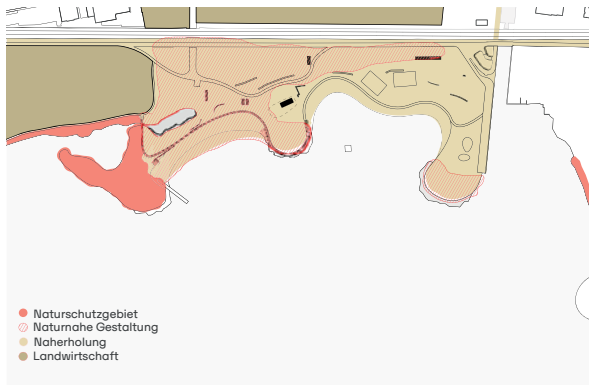 Naturschutzgebiet
Naturnahe Gestaltung
Naherholung
Landwirtschaft